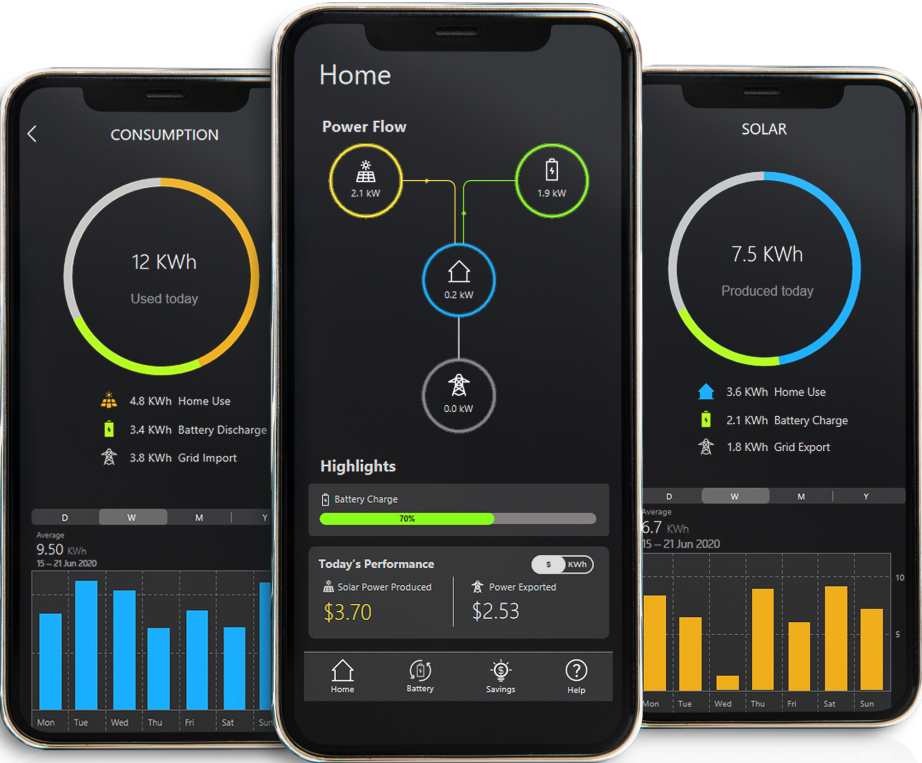 CONSUMPTION
12 KWh
Used today
4.8 KWh Home Use
3.4 KWh Battery Discharge
3.8 KWh Grid Import
D W M Y
Average
9.50 KWh
15 – 21 Jun 2020
Mon Tue Wed Thu Fri Sat Sun
Home
Power Flow
2.1 kW
1.9 kW
0.2 kW
0.0 kW
Highlights
Battery Charge
70%
Today's Performance
$ KWh
Solar Power Produced
Power Exported
$3.70
$2.53
Home Battery Savings Help
SOLAR
7.5 KWh
Produced today
3.6 KWh Home Use
2.1 KWh Battery Charge
1.8 KWh Grid Export
D W M Y
Average
6.7 KWh
15 – 21 Jun 2020
10
5
Mon Tue Wed Thu Fri Sat Sun